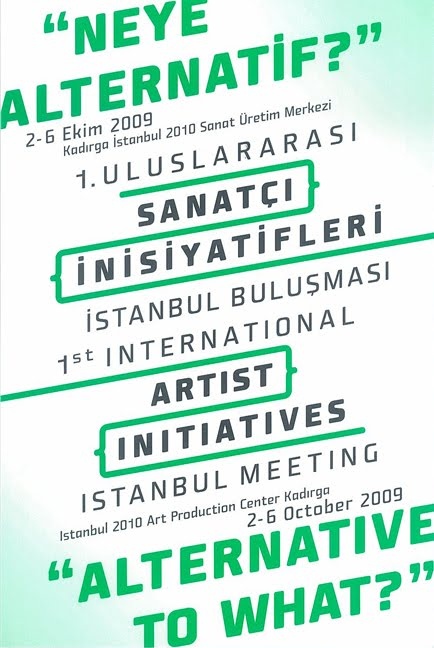 “NEYE
ALTERNATİF?”
2-6 Ekim 2009
Kadırga İstanbul 2010 Sanat Üretim Merkezi
1. ULUSLARARASI
SANATÇI
İNİSİYATİFLERİ
İSTANBUL BULUŞMASI
1st INTERNATIONAL
ARTIST
INITIATIVES
ISTANBUL MEETING
Istanbul 2010 Art Production Center Kadırga
2-6 October 2009
“ALTERNATIVE
TO WHAT?”